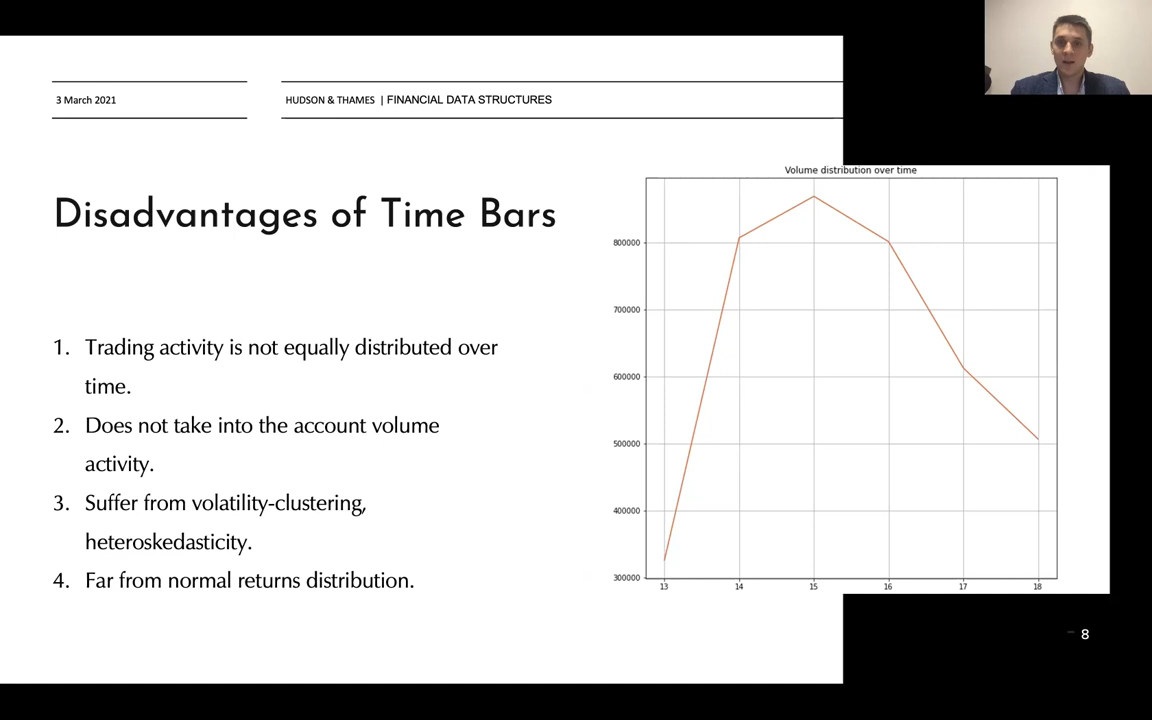 3 March 2021
HUDSON & THAMES | FINANCIAL DATA STRUCTURES
Disadvantages of Time Bars
1. Trading activity is not equally distributed over
time.
2. Does not take into the account volume
activity.
3. Suffer from volatility-clustering,
heteroskedasticity.
4. Far from normal returns distribution.
Volume distribution over time
800000
700000
600000
500000
400000
300000
13 14 15 16 17 18
8